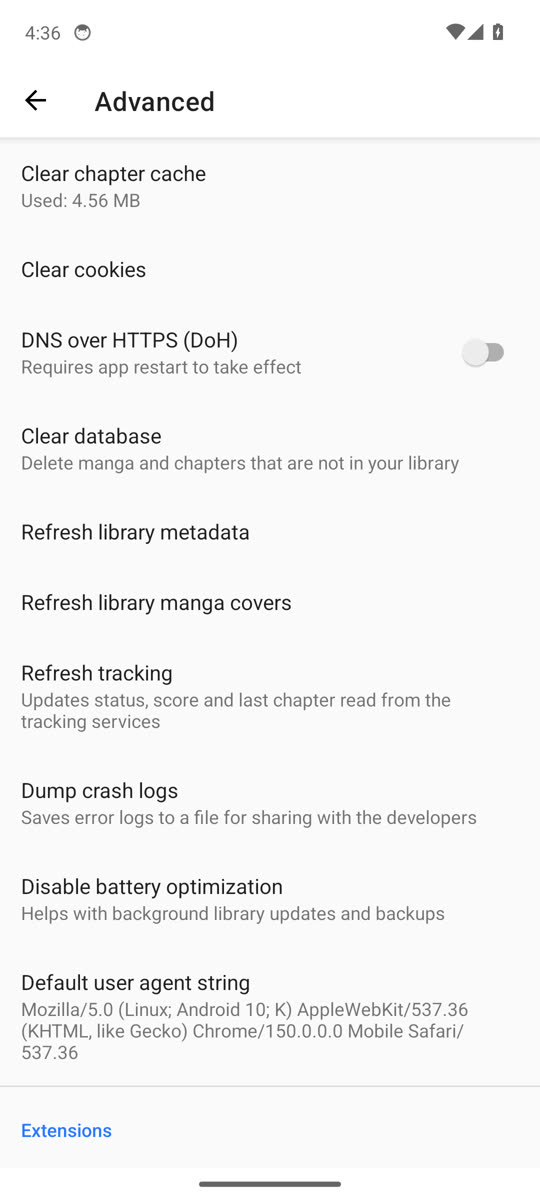 4:36
Advanced
Clear chapter cache
Used: 4.56 MB
Clear cookies
DNS over HTTPS (DoH)
Requires app restart to take effect
Clear database
Delete manga and chapters that are not in your library
Refresh library metadata
Refresh library manga covers
Refresh tracking
Updates status, score and last chapter read from the
tracking services
Dump crash logs
Saves error logs to a file for sharing with the developers
Disable battery optimization
Helps with background library updates and backups
Default user agent string
Mozilla/5.0 (Linux; Android 10; K) AppleWebKit/537.36
(KHTML, like Gecko) Chrome/150.0.0.0 Mobile Safari/
537.36
Extensions